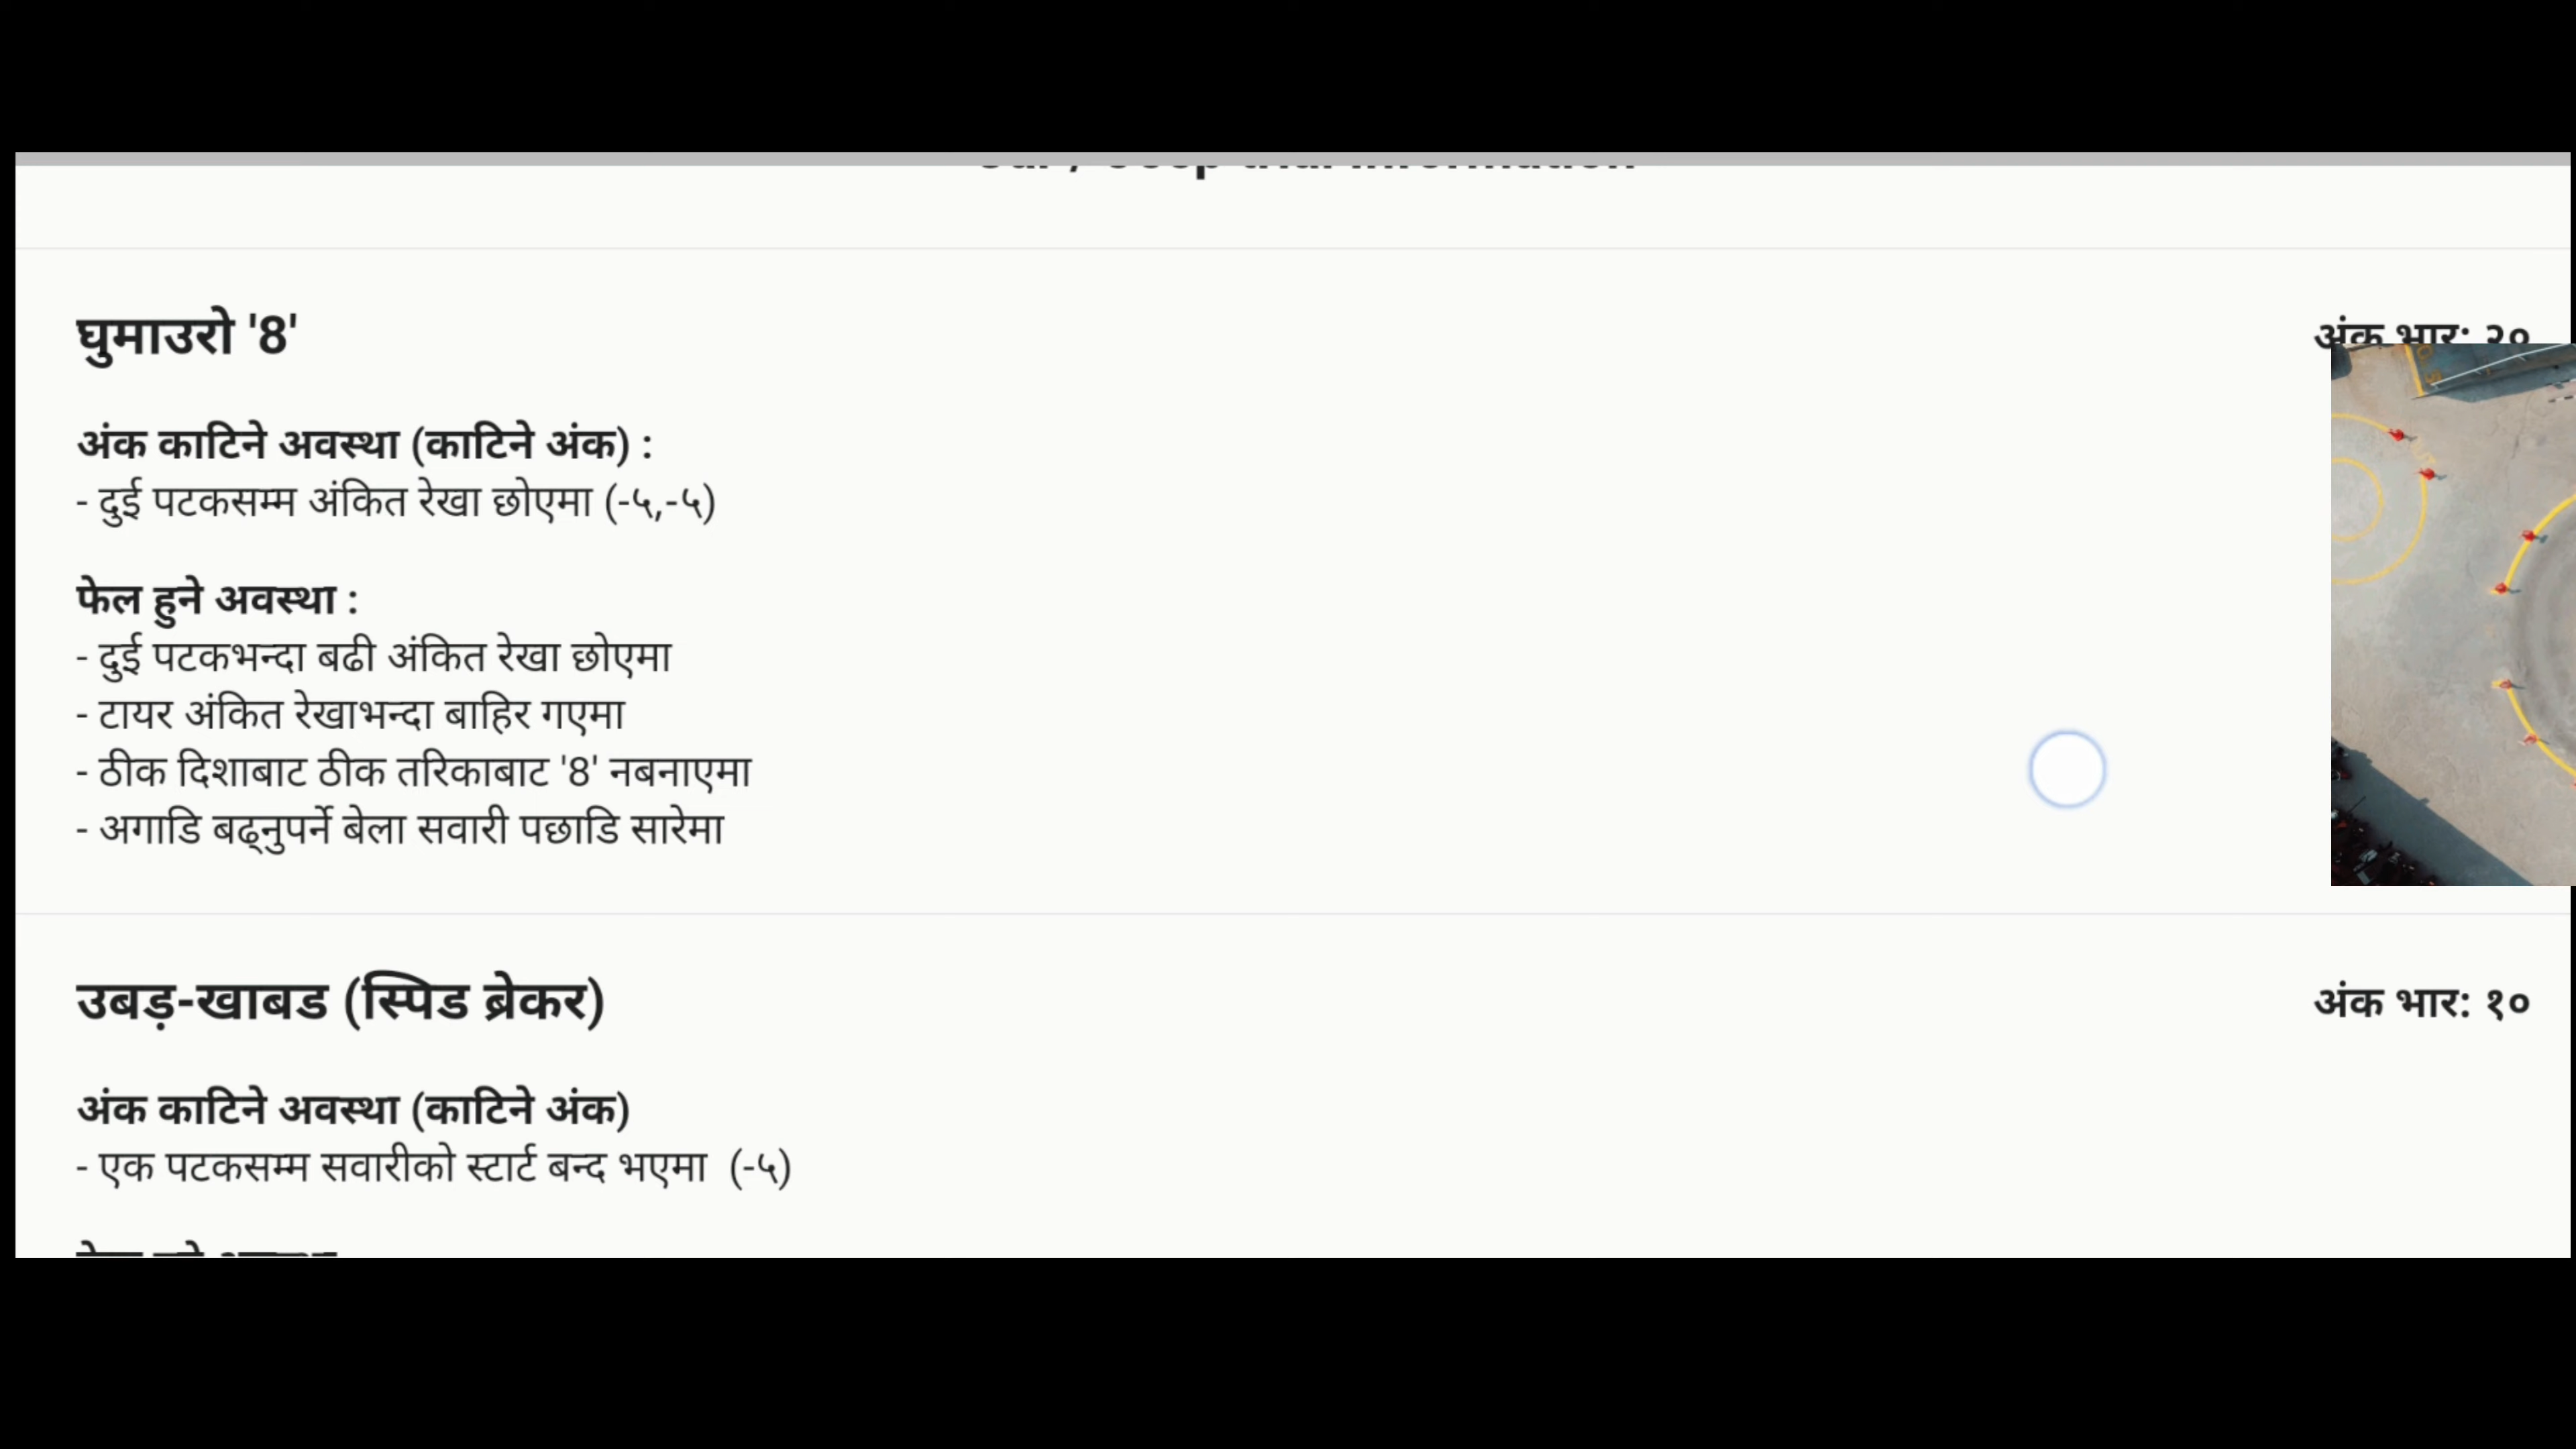 घुमाउरो '8'
अंक भार: २०
अंक काटिने अवस्था (काटिने अंक) :
- दुई पटकसम्म अंकित रेखा छोएमा (-५,-५)
फेल हुने अवस्था :
- दुई पटकभन्दा बढी अंकित रेखा छोएमा
- टायर अंकित रेखाभन्दा बाहिर गएमा
- ठीक दिशाबाट ठीक तरिकाबाट '8' नबनाएमा
- अगाडि बढ्नुपर्ने बेला सवारी पछाडि सारेमा
उबड़-खाबड (स्पिड ब्रेकर)
अंक भार: १०
अंक काटिने अवस्था (काटिने अंक)
- एक पटकसम्म सवारीको स्टार्ट बन्द भएमा (-५)